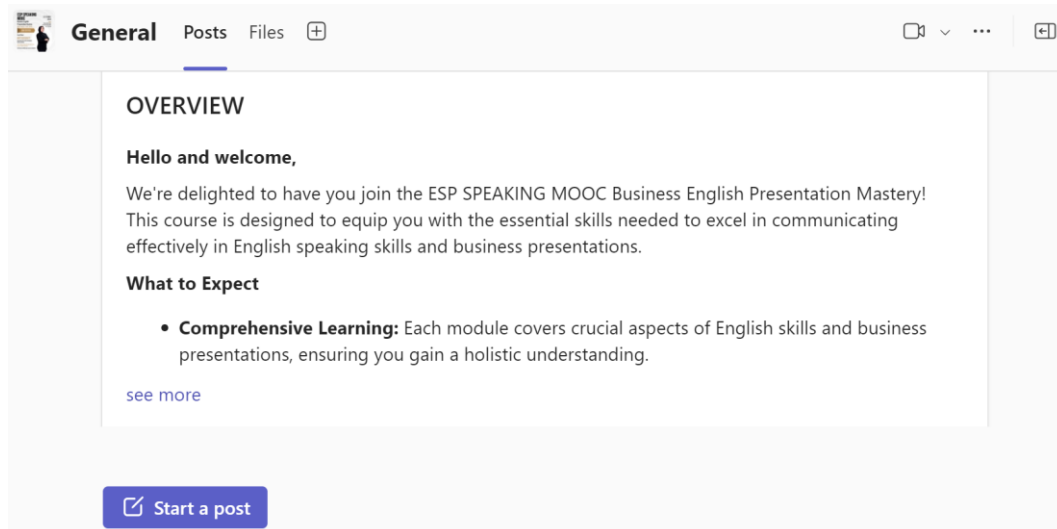 General Posts Files
OVERVIEW
Hello and welcome,
We're delighted to have you join the ESP SPEAKING MOOC Business English Presentation Mastery!
This course is designed to equip you with the essential skills needed to excel in communicating
effectively in English speaking skills and business presentations.
What to Expect
• Comprehensive Learning: Each module covers crucial aspects of English skills and business
presentations, ensuring you gain a holistic understanding.
see more
Start a post